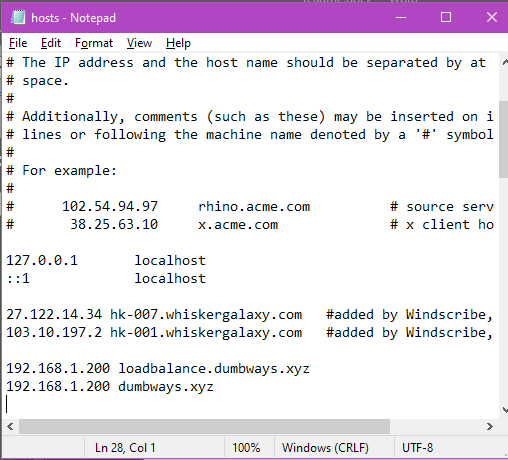 hosts - Notepad
File Edit Format View Help
# The IP address and the host name should be separated by at
# space.
#
# Additionally, comments (such as these) may be inserted on i
# lines or following the machine name denoted by a '#' symbol
#
# For example:
#
# 102.54.94.97 rhino.acme.com # source serv
# 38.25.63.10 x.acme.com # x client ho
127.0.0.1 localhost
::1 localhost
27.122.14.34 hk-007.whiskergalaxy.com #added by Windscribe,
103.10.197.2 hk-001.whiskergalaxy.com #added by Windscribe,
192.168.1.200 loadbalance.dumbways.xyz
192.168.1.200 dumbways.xyz
Ln 28, Col 1 100% Windows (CRLF) UTF-8